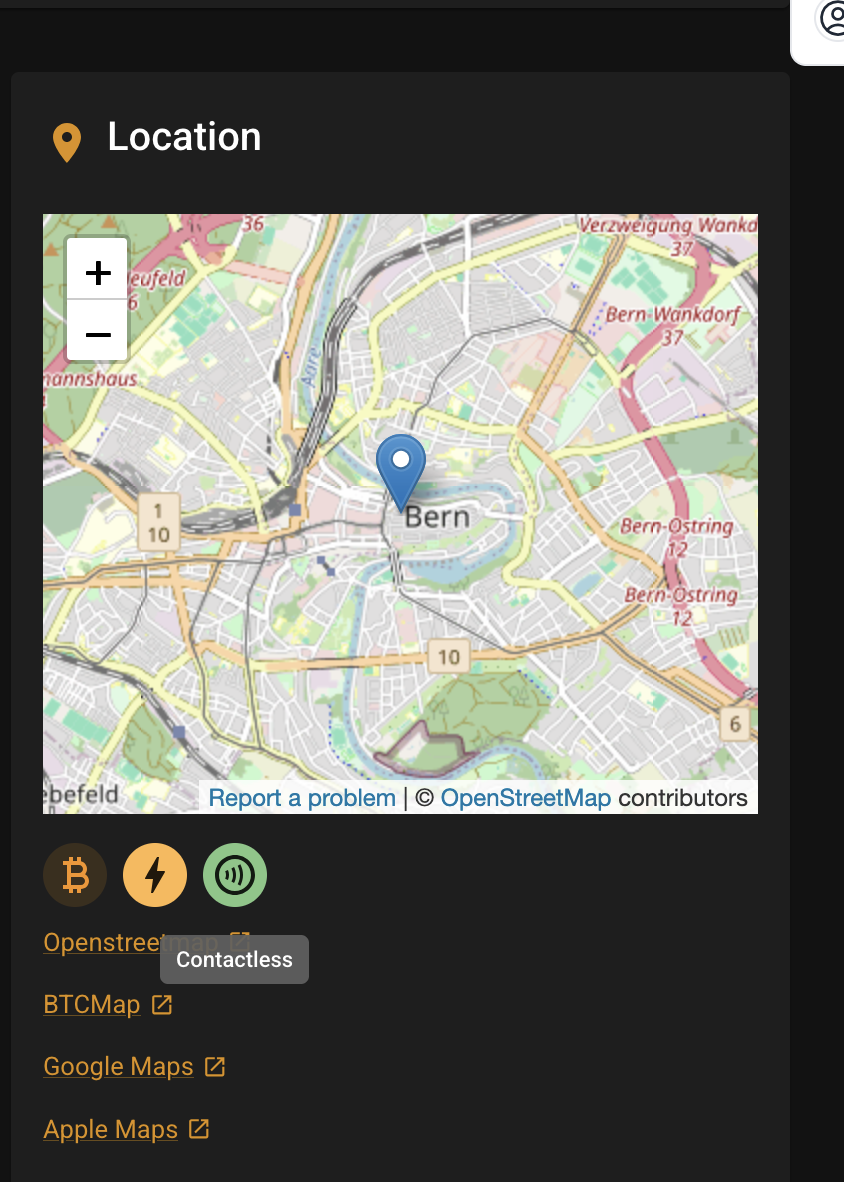 Location
36
Verzweigung Wankd
37
eufeld
6
+
−
Bern-Wankdorf
37
Aare
mannshaus
1
10
Bern
Bern-Ostring
12
Bern-Ostring
12
10
6
ebefeld
Report a problem | © OpenStreetMap contributors
Openstreetmap
Contactless
BTCMap
Google Maps
Apple Maps